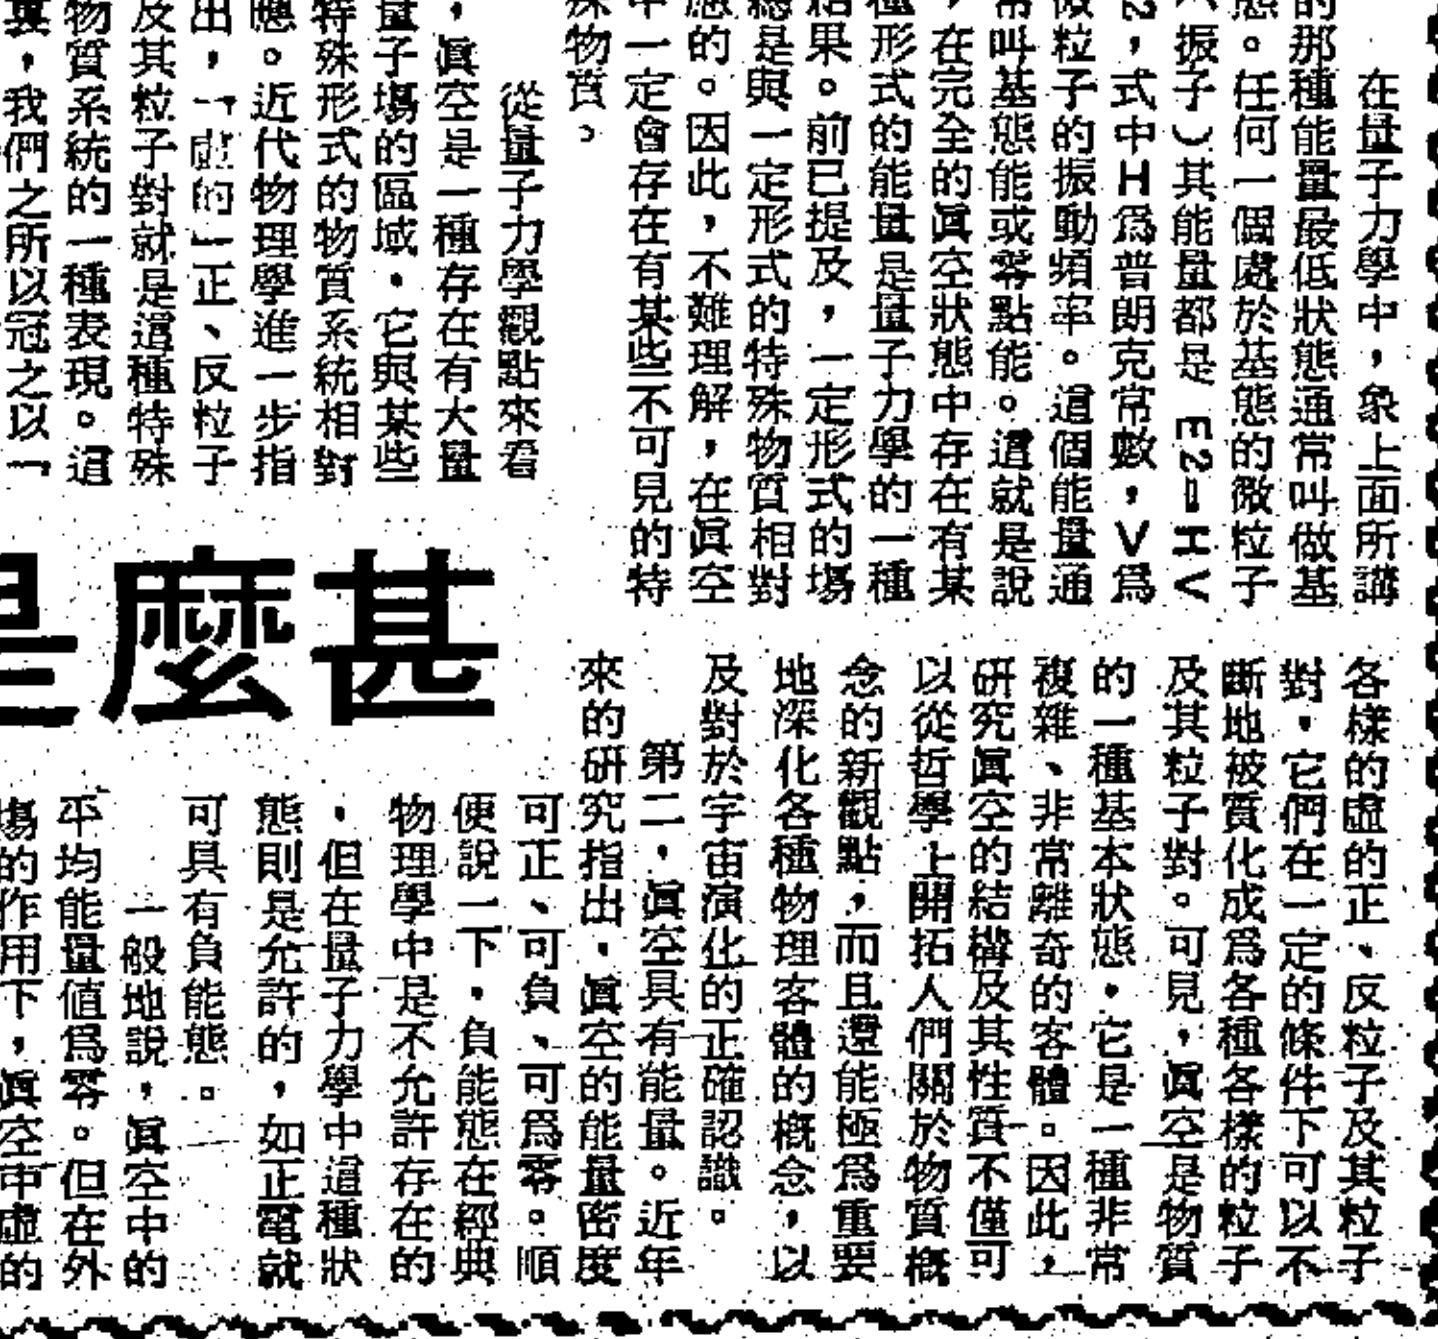 在量子力學中，象上面所講
的那種能量最低狀態通常叫做基
態。任何一個處於基態的微粒子
（振子）其能量都是 E2=HV
2，式中H爲普朗克常數，V爲
微粒子的振動頻率。這個能量通
常叫基態能或零點能。這就是說
，在完全的眞空狀態中存在有某
種形式的能量是量子力學的一種
結果。前已提及，一定形式的場
總是與一定形式的特殊物質相對
應的。因此，不難理解，在眞空
中一定會存在有某些不可見的特
殊物質。
從量子力學觀點來看
，眞空是一種存在有大量
量子場的區域，它與某些
特殊形式的物質系統相對
應。近代物理學進一步指
出，「虛的」正、反粒子
及其粒子對就是這種特殊
物質系統的一種表現。這
裏，我們之所以冠之以「
甚麼是
各樣的虛的正、反粒子及其粒子
對，它們在一定的條件下可以不
斷地被質化成爲各種各樣的粒子
及其粒子對。可見，眞空是物質
的一種基本狀態，它是一種非常
複雜、非常離奇的客體。因此，
研究眞空的結構及其性質不僅可
以從哲學上開拓人們關於物質概
念的新觀點，而且還能極爲重要
地深化各種物理客體的概念，以
及對於宇宙演化的正確認識。
第二，眞空具有能量。近年
來的研究指出，眞空的能量密度
可正、可負、可爲零。順
便說一下，負能態在經典
物理學中是不允許存在的
，但在量子力學中這種狀
態則是允許的，如正電就
可具有負能態。
一般地說，眞空中的
平均能量值爲零。但在外
場的作用下，眞空中虛的